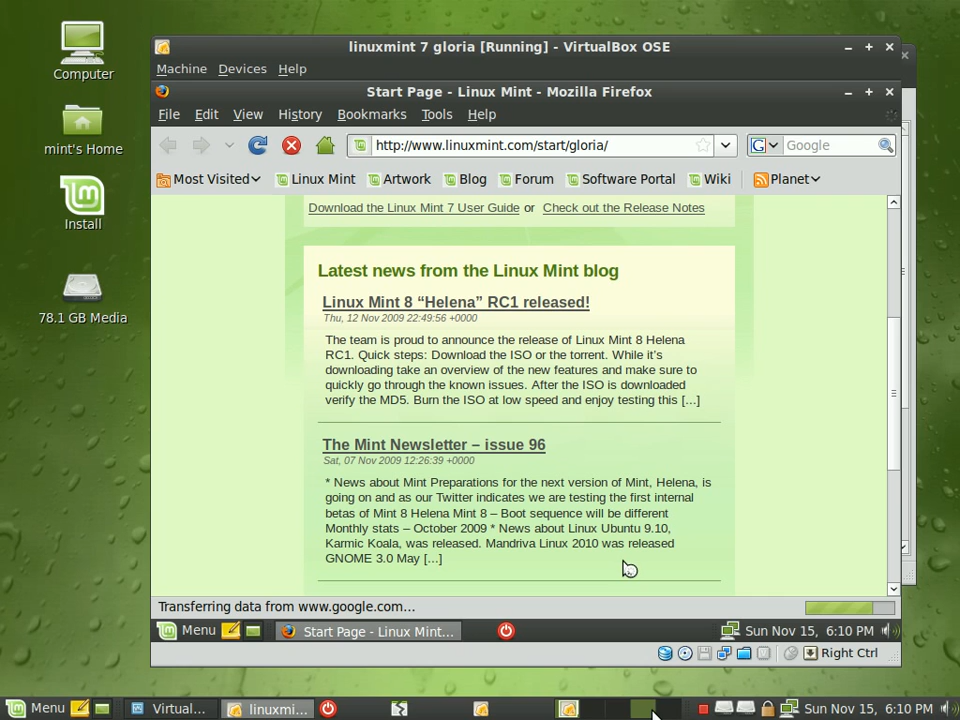 Computer
mint's Home
Install
78.1 GB Media
linuxmint 7 gloria [Running] - VirtualBox OSE
Machine Devices Help
Start Page - Linux Mint - Mozilla Firefox
File Edit View History Bookmarks Tools Help
http://www.linuxmint.com/start/gloria/
Google
Most Visited Linux Mint Artwork Blog Forum Software Portal Wiki Planet
Download the Linux Mint 7 User Guide or Check out the Release Notes
Latest news from the Linux Mint blog
Linux Mint 8 “Helena” RC1 released!
Thu, 12 Nov 2009 22:49:56 +0000
The team is proud to announce the release of Linux Mint 8 Helena
RC1. Quick steps: Download the ISO or the torrent. While it’s
downloading take an overview of the new features and make sure to
quickly go through the known issues. After the ISO is downloaded
verify the MD5. Burn the ISO at low speed and enjoy testing this [...]
The Mint Newsletter – issue 96
Sat, 07 Nov 2009 12:26:39 +0000
* News about Mint Preparations for the next version of Mint, Helena, is
going on and as our Twitter indicates we are testing the first internal
betas of Mint 8 Helena Mint 8 – Boot sequence will be different
Monthly stats – October 2009 * News about Linux Ubuntu 9.10,
Karmic Koala, was released. Mandriva Linux 2010 was released
GNOME 3.0 May [...]
Transferring data from www.google.com...
Menu Start Page - Linux Mint... Sun Nov 15, 6:10 PM
Right Ctrl
Menu Virtual... linuxmi... Sun Nov 15, 6:10 PM